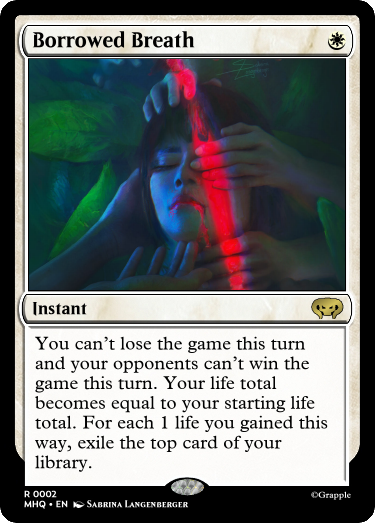 Borrowed Breath
Instant
You can't lose the game this turn
and your opponents can't win the
game this turn. Your life total
becomes equal to your starting life
total. For each 1 life you gained this
way, exile the top card of your
library.
R 0002
MHQ • EN SABRINA LANGENBERGER
©Grapple